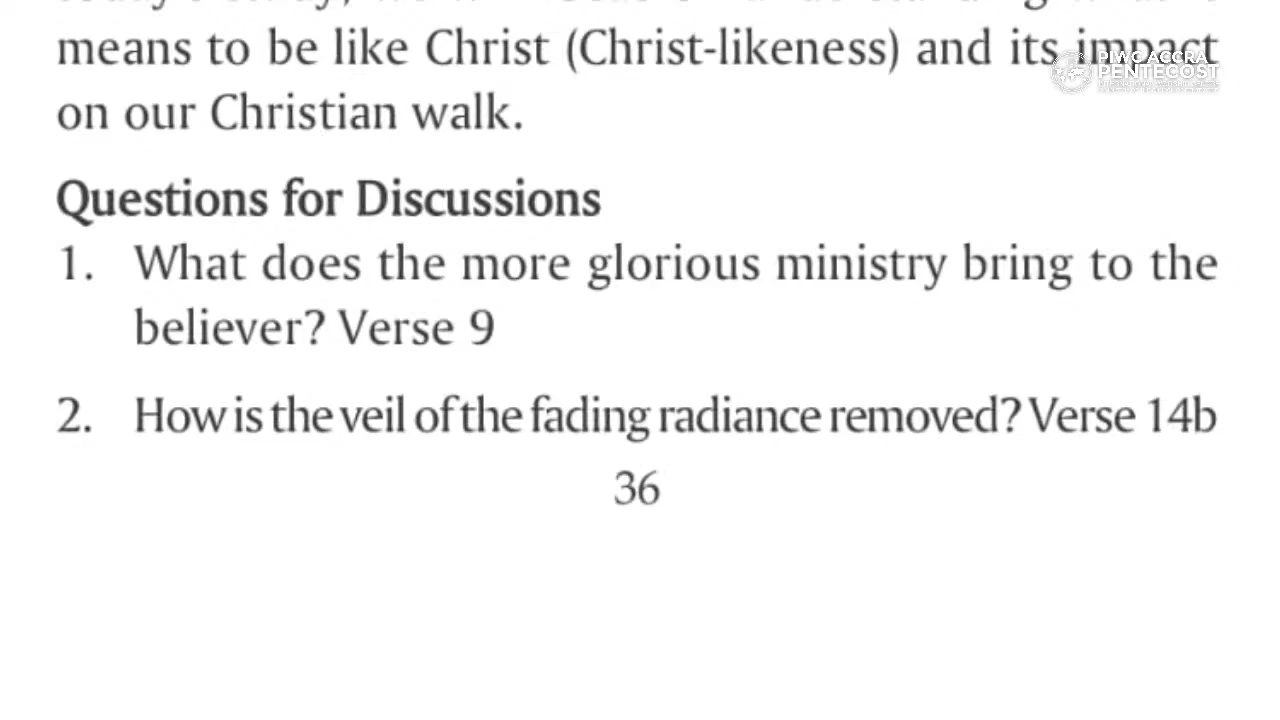 means to be like Christ (Christ-likeness) and its impact
on our Christian walk.
PIWC ACCRA
PENTECOST
Questions for Discussions
1. What does the more glorious ministry bring to the
believer? Verse 9
2. How is the veil of the fading radiance removed? Verse 14b
36